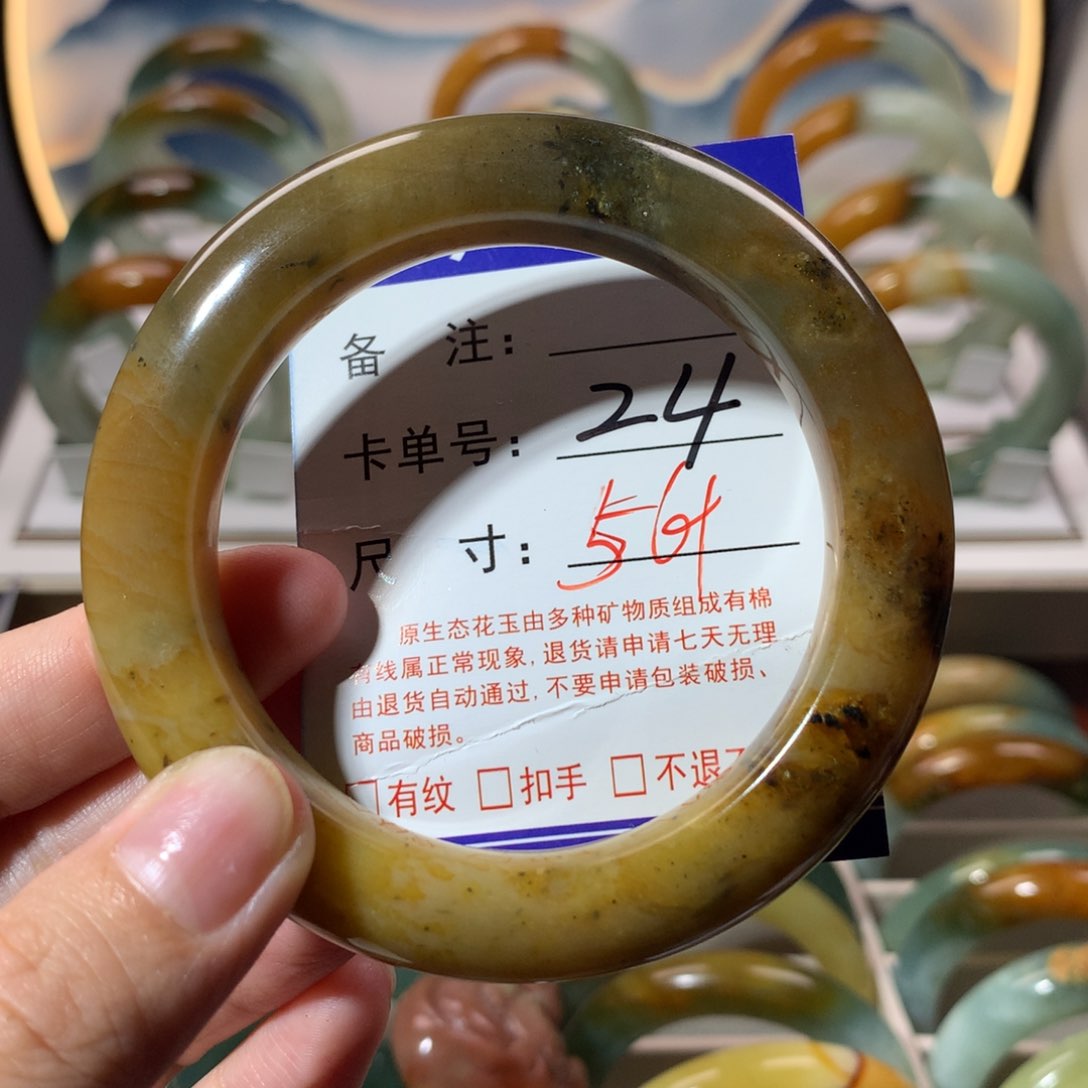 备 注:
卡单号: 24
尺 寸: 56
原生态花玉由多种矿物质组成有棉
离线属正常现象,退货请申请七天无理
由退货自动通过,不要申请包装破损、
商品破损。
□有纹 □扣手 □不退